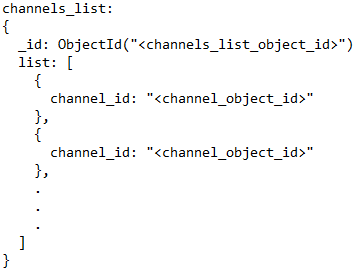 channels_list:
{
  _id: ObjectId("<channels_list_object_id>")
  list: [
    {
      channel_id: "<channel_object_id>"
    },
    {
      channel_id: "<channel_object_id>"
    },
    .
    .
    .
  ]
}